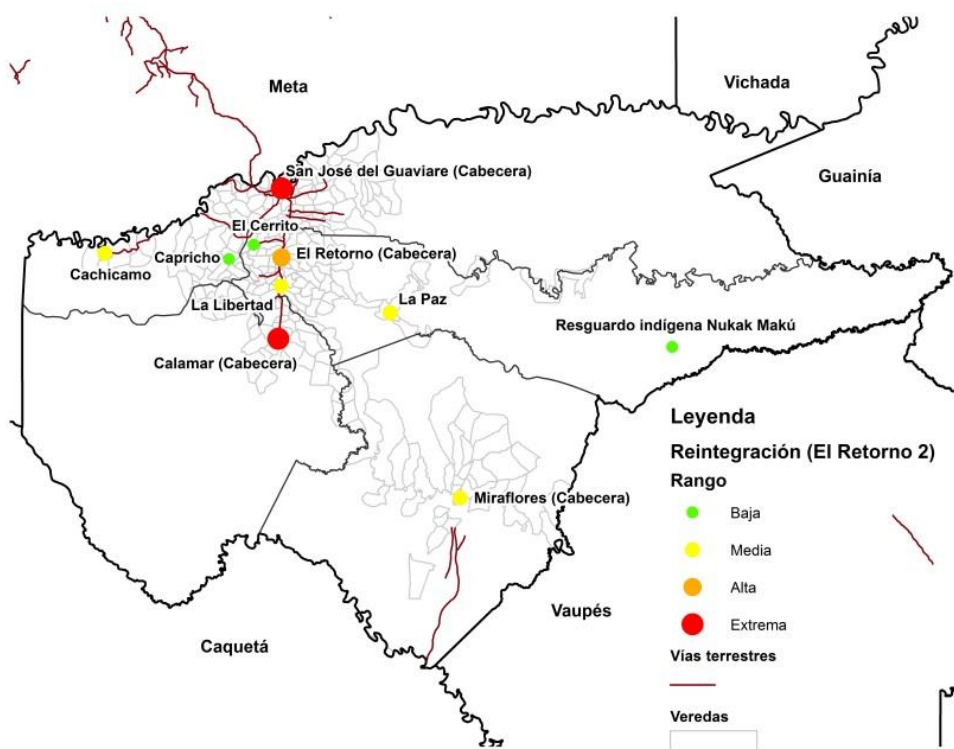 Meta
Vichada
Guainía
San José del Guaviare (Cabecera)
El Cerrito
Capricho
El Retorno (Cabecera)
Cachicamo
La Libertad
La Paz
Resguardo indígena Nukak Makú
Calamar (Cabecera)
Miraflores (Cabecera)
Vaupés
Caquetá
Leyenda
Reintegración (El Retorno 2)
Rango
Baja
Media
Alta
Extrema
Vías terrestres
Veredas